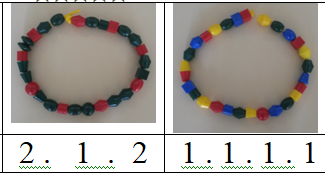 2 . 1 . 2
1 . 1 . 1 . 1